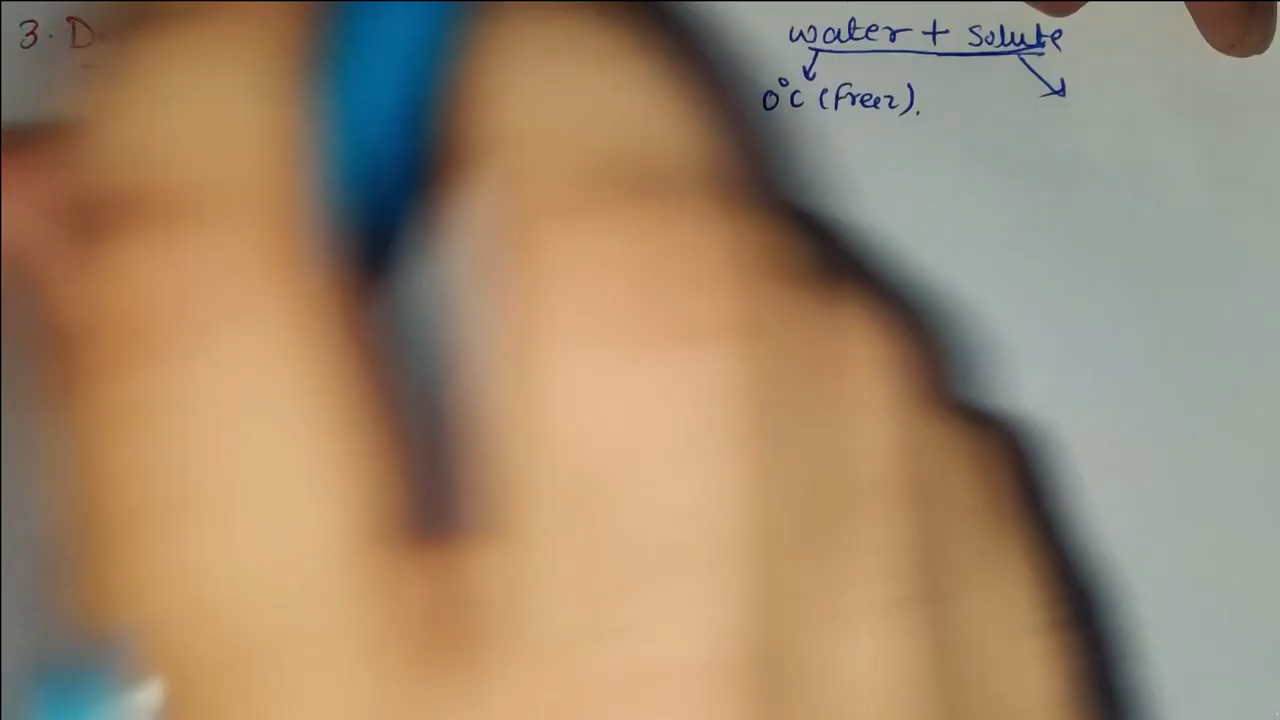 3. D
water + solute
0°C (freez).